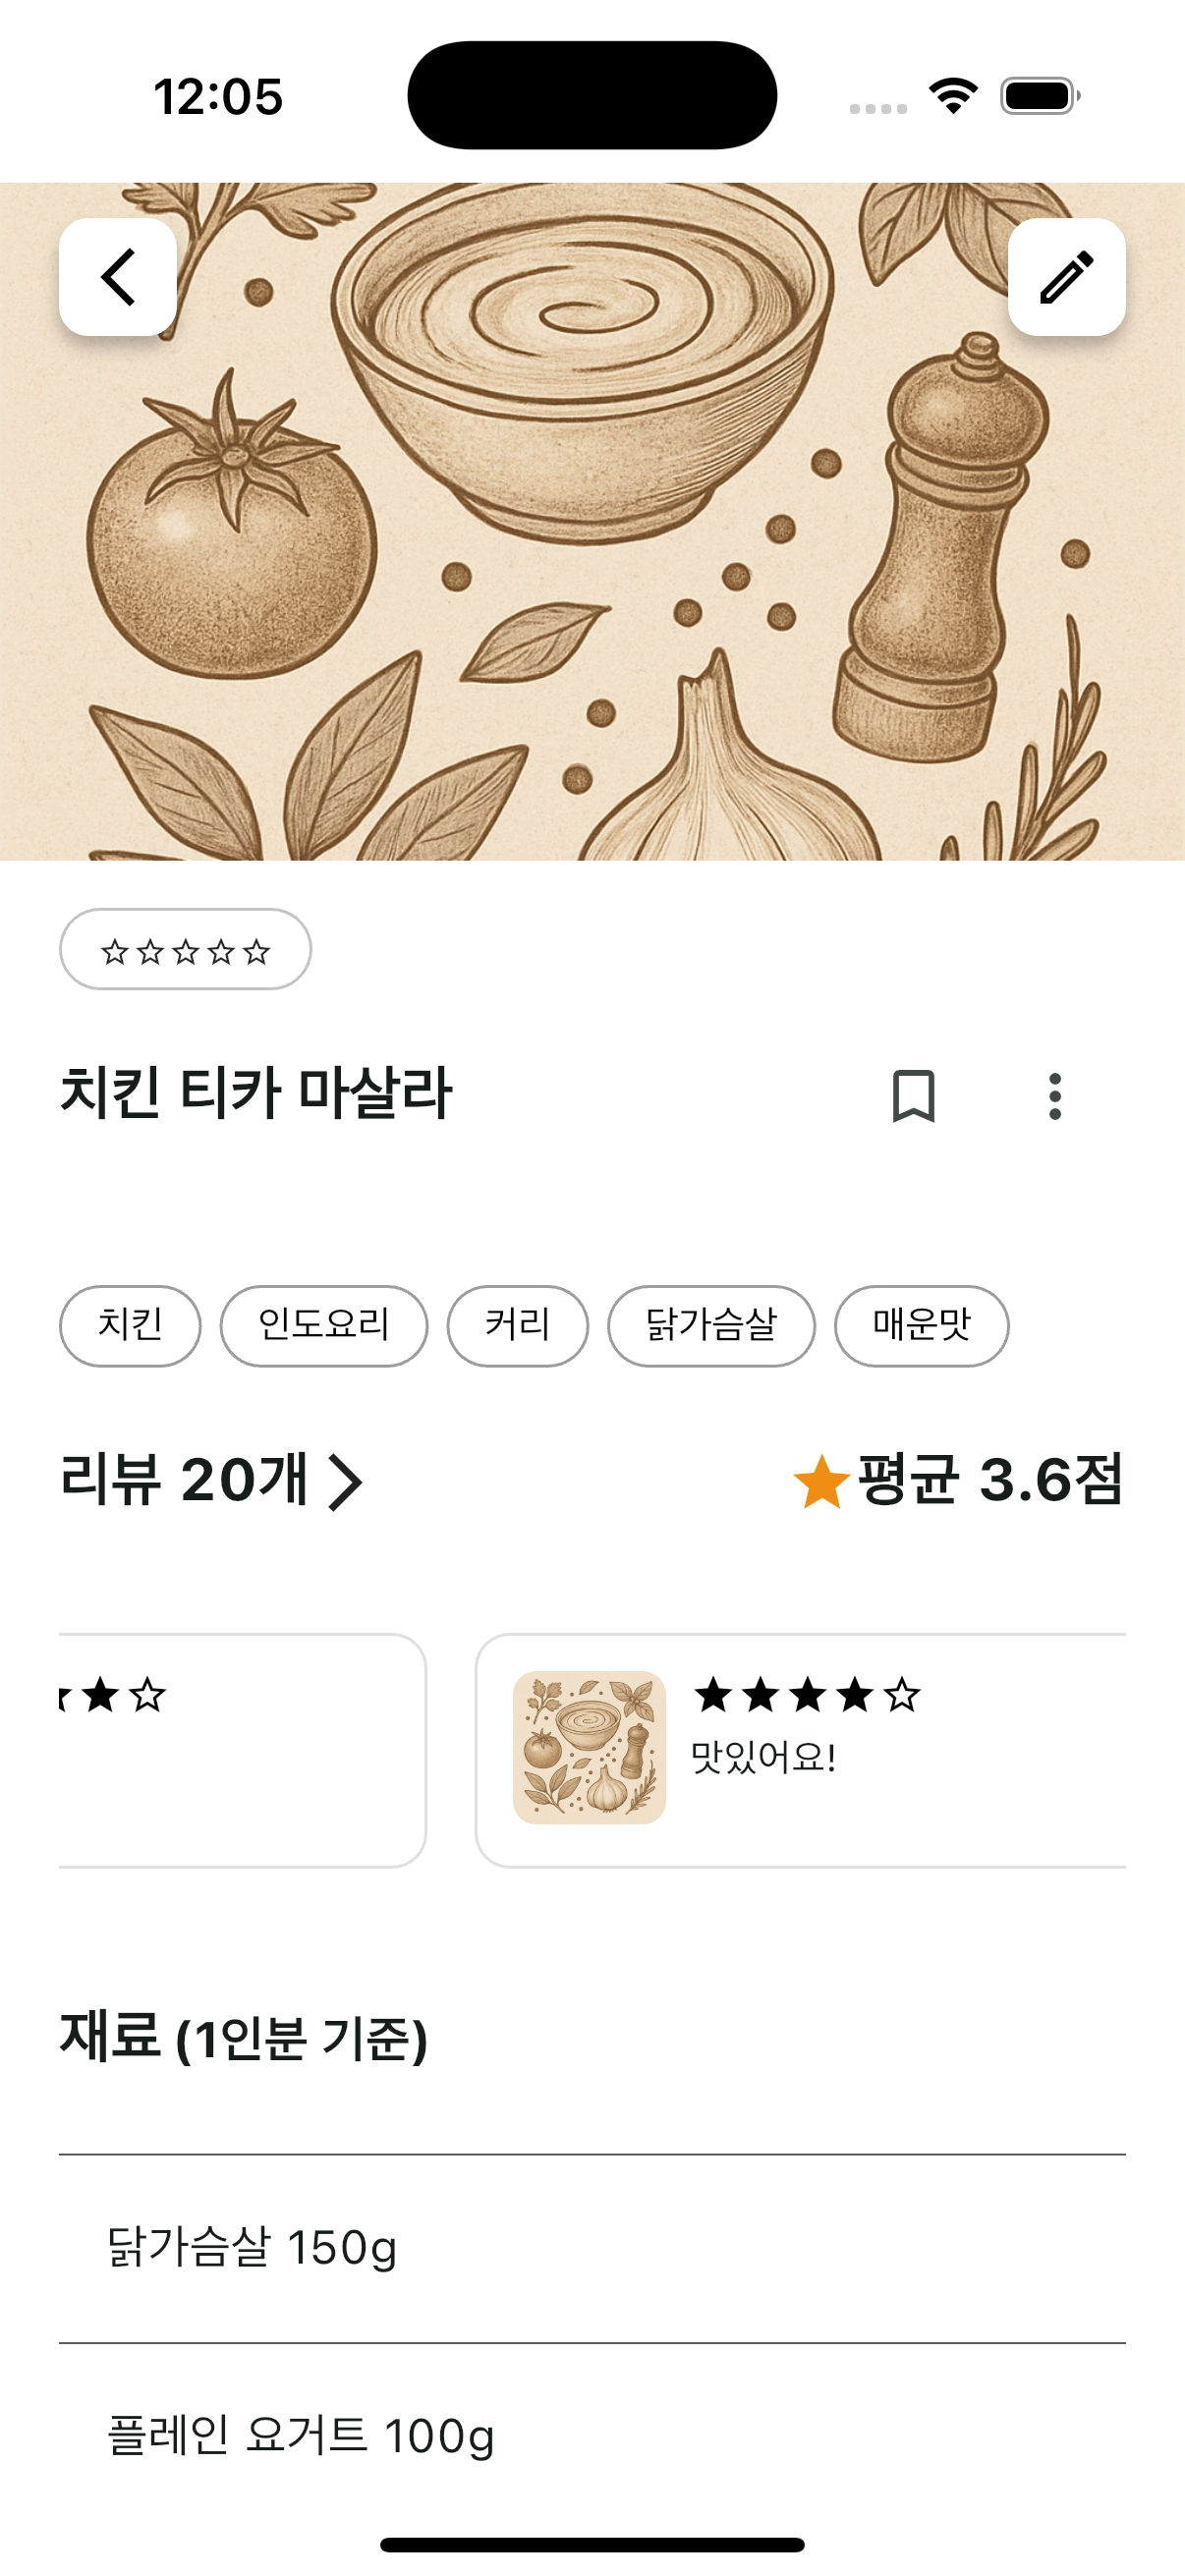 12:05
치킨 티카 마살라
치킨 인도요리 커리 닭가슴살 매운맛
리뷰 20개 평균 3.6점
맛있어요!
재료 (1인분 기준)
닭가슴살 150g
플레인 요거트 100g